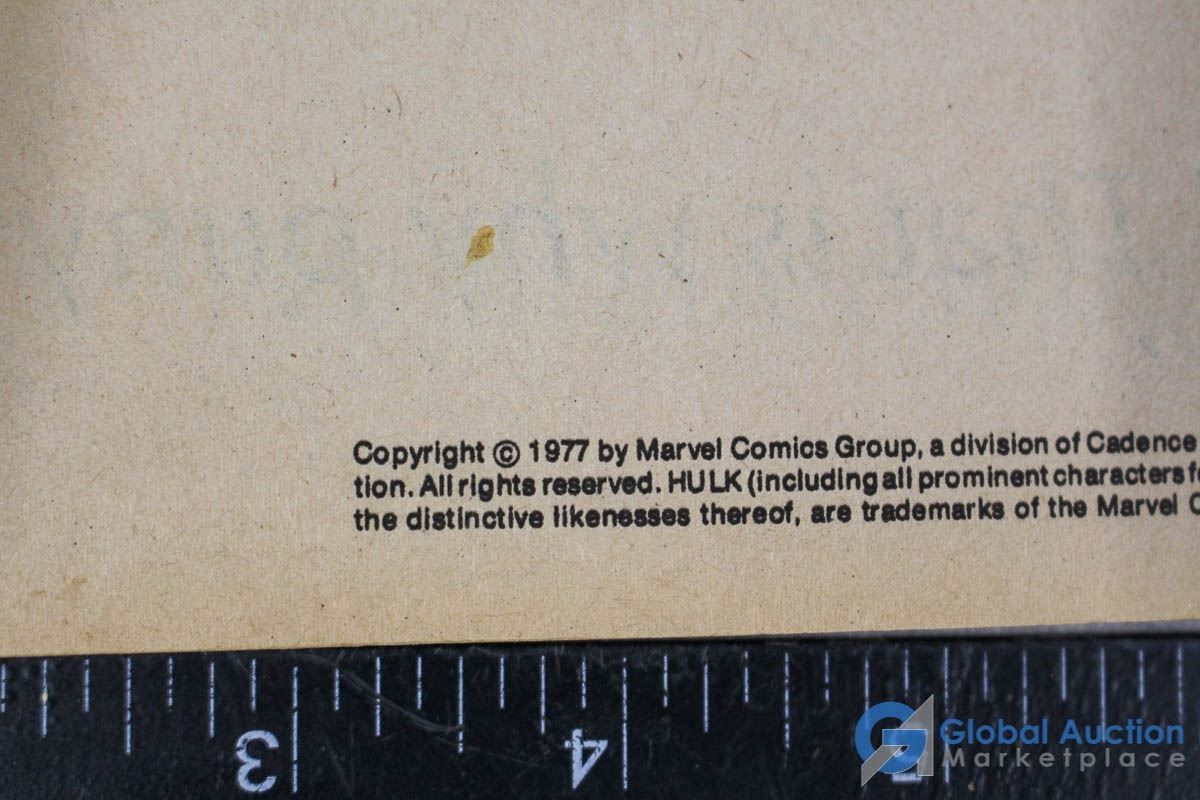 Copyright © 1977 by Marvel Comics Group, a division of Cadence
tion. All rights reserved. HULK (including all prominent characters
the distinctive likenesses thereof, are trademarks of the Marvel
3
4
5
Global Auction
Marketplace